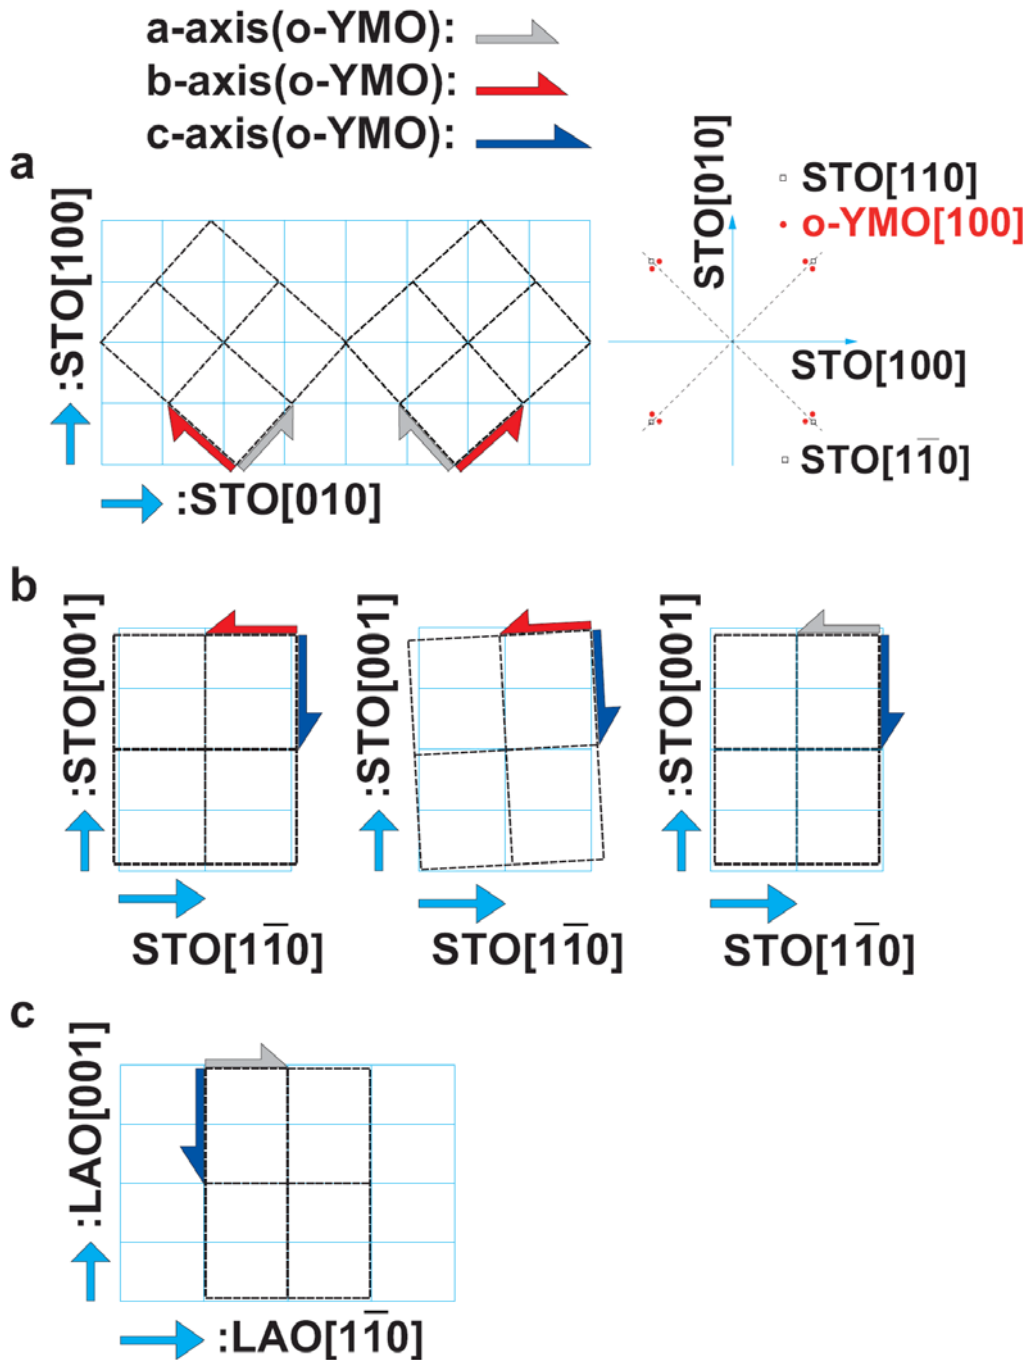 a-axis(o-YMO):
b-axis(o-YMO):
c-axis(o-YMO):
a
:STO[100]
:STO[010]
STO[010]
STO[100]
STO[110]
o-YMO[100]
STO[11̅0]
b
:STO[001]
STO[11̅0]
:STO[001]
STO[11̅0]
:STO[001]
STO[11̅0]
c
:LAO[001]
:LAO[11̅0]